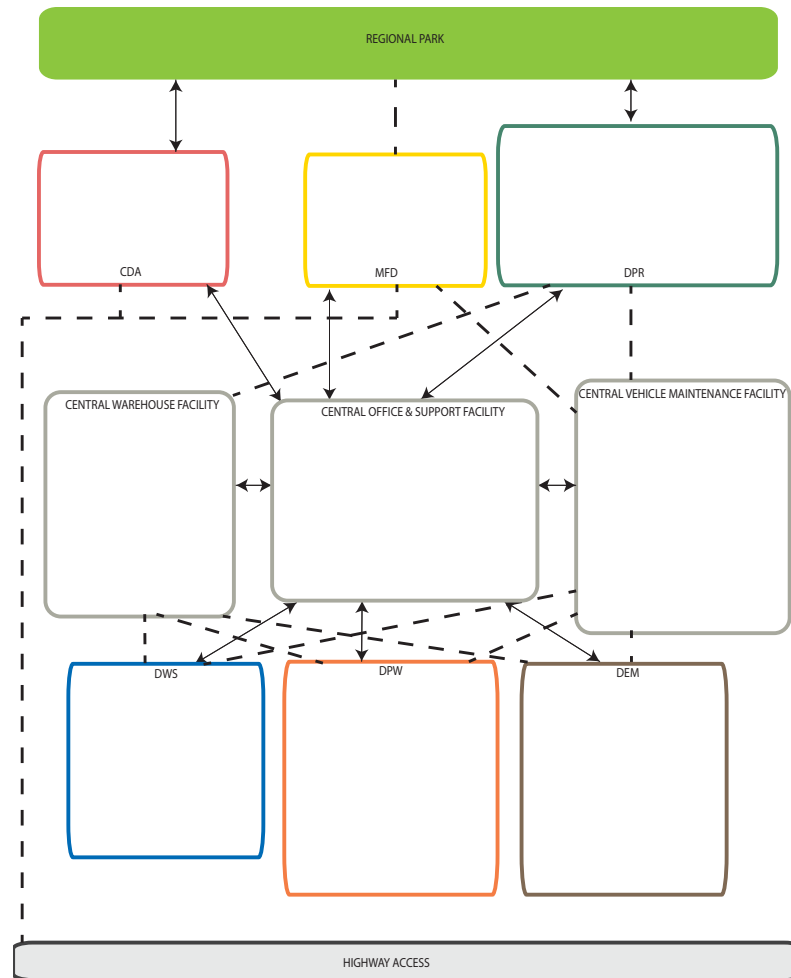 REGIONAL PARK
CDA
MFD
DPR
CENTRAL WAREHOUSE FACILITY
CENTRAL OFFICE & SUPPORT FACILITY
CENTRAL VEHICLE MAINTENANCE FACILITY
DWS
DPW
DEM
HIGHWAY ACCESS